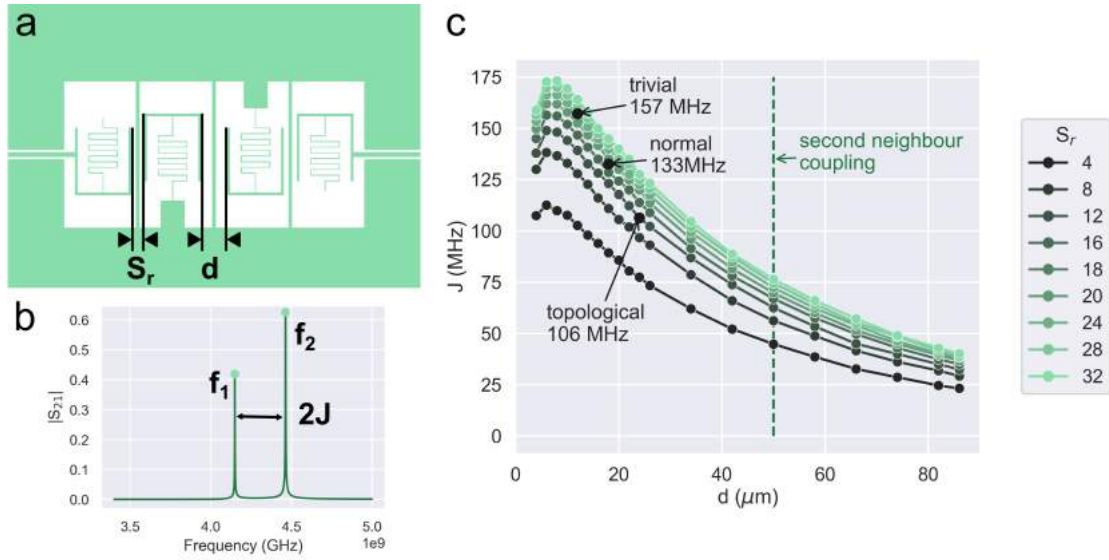 a
S_r
d
b
0.6
0.5
0.4
0.3
0.2
0.1
0.0
|S_21|
f_1
f_2
2J
3.5
4.0
4.5
5.0
1e9
Frequency (GHz)
c
175
150
125
100
75
50
25
0
J (MHz)
trivial
157 MHz
normal
133MHz
topological
106 MHz
second neighbour
coupling
0
20
40
60
80
d (μm)
S_r
4
8
12
16
18
20
24
28
32